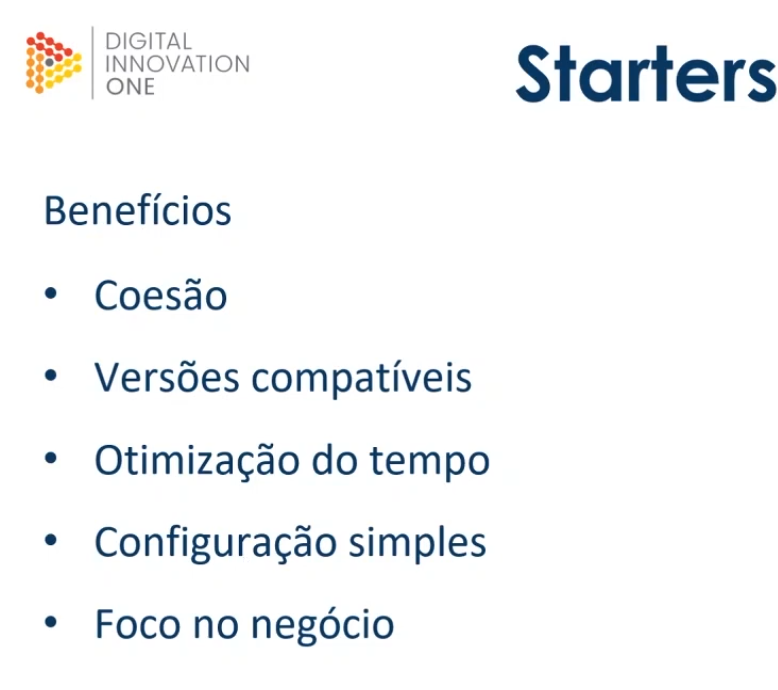 DIGITAL
INNOVATION
ONE
Starters
Benefícios
• Coesão
• Versões compatíveis
• Otimização do tempo
• Configuração simples
• Foco no negócio